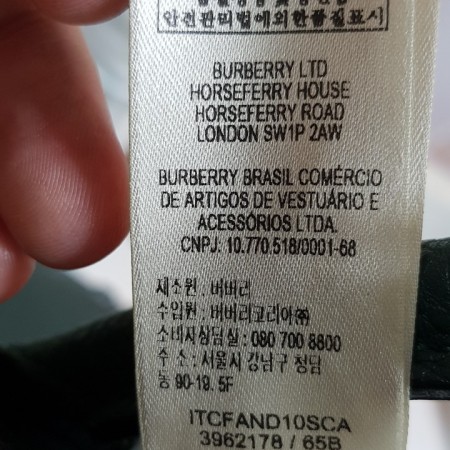 안전관리법에의한품질표시
BURBERRY LTD
HORSEFERRY HOUSE
HORSEFERRY ROAD
LONDON SW1P 2AW
BURBERRY BRASIL COMÉRCIO
DE ARTIGOS DE VESTUÁRIO E
ACESSÓRIOS LTDA.
CNPJ: 10.770.518/0001-68
제조원 : 버버리
수입원 : 버버리코리아㈜
소비자상담실 : 080 700 8800
주 소 : 서울시 강남구 청담
동 90-19. 5F
ITCFAND10SCA
3962178 / 65B